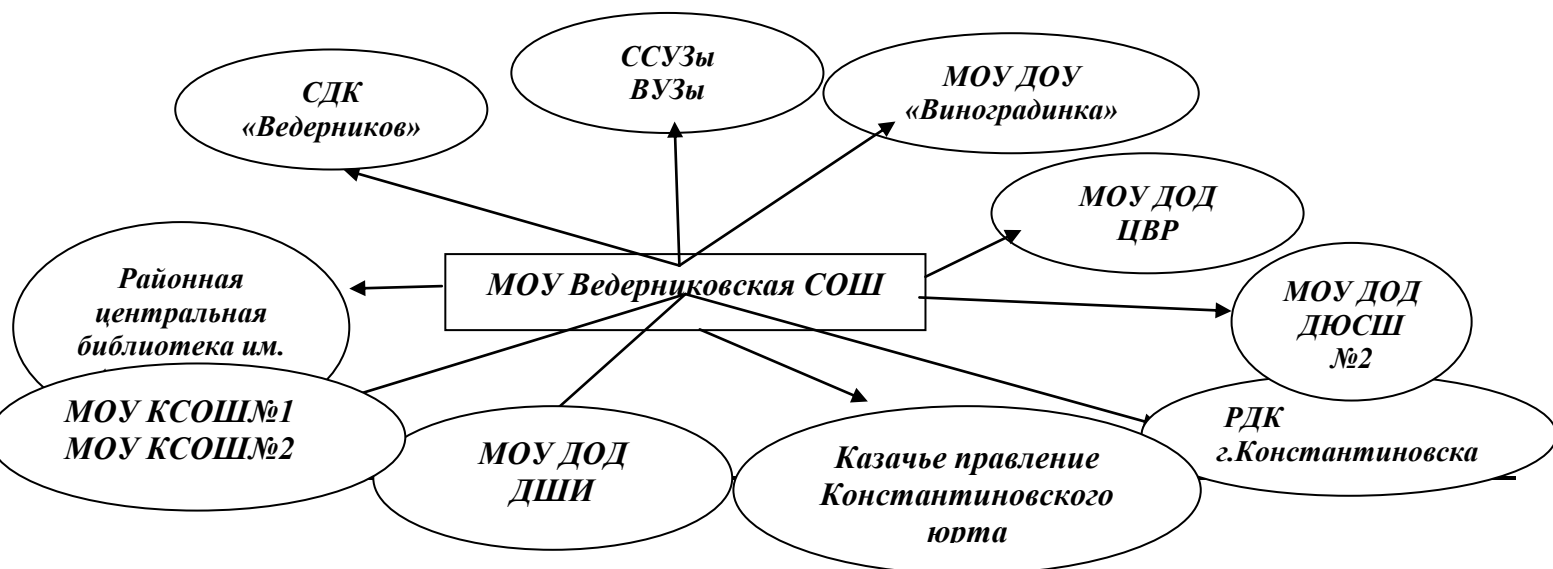 ССУЗы
ВУЗы
СДК
«Ведерников»
МОУ ДОУ
«Виноградинка»
МОУ ДОД
ЦВР
МОУ Ведерниковская СОШ
Районная
центральная
библиотека им.
МОУ ДОД
ДЮСШ
№2
МОУ КСОШ№1
МОУ КСОШ№2
МОУ ДОД
ДШИ
Казачье правление
Константиновского
юрта
РДК
г.Константиновска